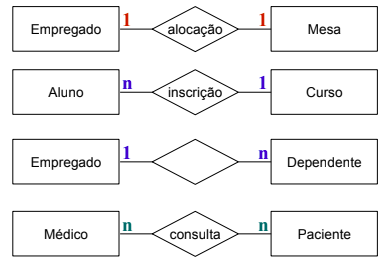 Empregado 1 alocação 1 Mesa
Aluno n inscrição 1 Curso
Empregado 1 n Dependente
Médico n consulta n Paciente